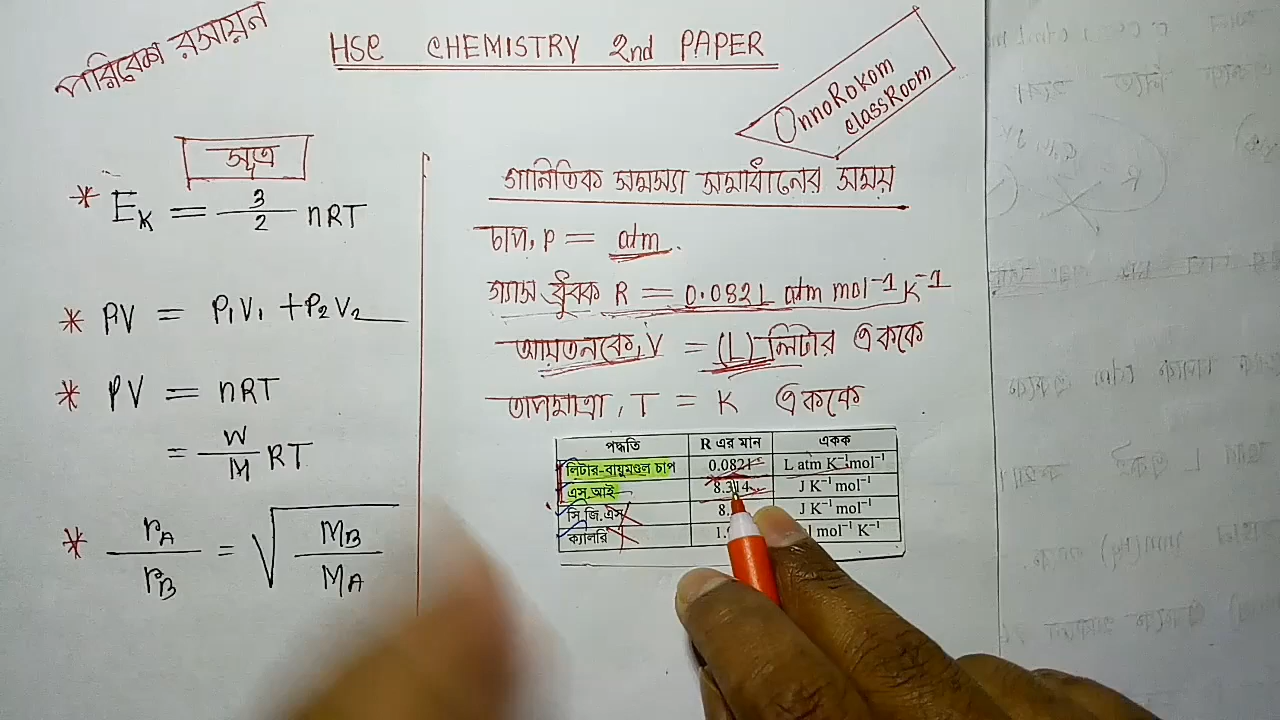 পরিবেশ রসায়ন
HSC CHEMISTRY 2nd PAPER
OnnoRokom
ClassRoom
সূত্র
* EK = 3/2 nRT
* PV = P₁V₁ + P₂V₂
* PV = nRT
= W/M RT
* rA/rB = √MB/MA
গানিতিক সমস্যা সমাধানের সময়
চাপ, P = atm.
গ্যাস ধ্রুবক R = 0.082 L atm mol⁻¹ K⁻¹
আয়তনকে, V = (L) লিটার এককে
তাপমাত্রা, T = K এককে
পদ্ধতি R এর মান একক
লিটার-বায়ুমণ্ডল চাপ 0.0821 L atm K⁻¹mol⁻¹
এস.আই 8.314 J K⁻¹ mol⁻¹
সি.জি.এস 8. J K⁻¹ mol⁻¹
ক্যালরি 1. mol⁻¹ K⁻¹